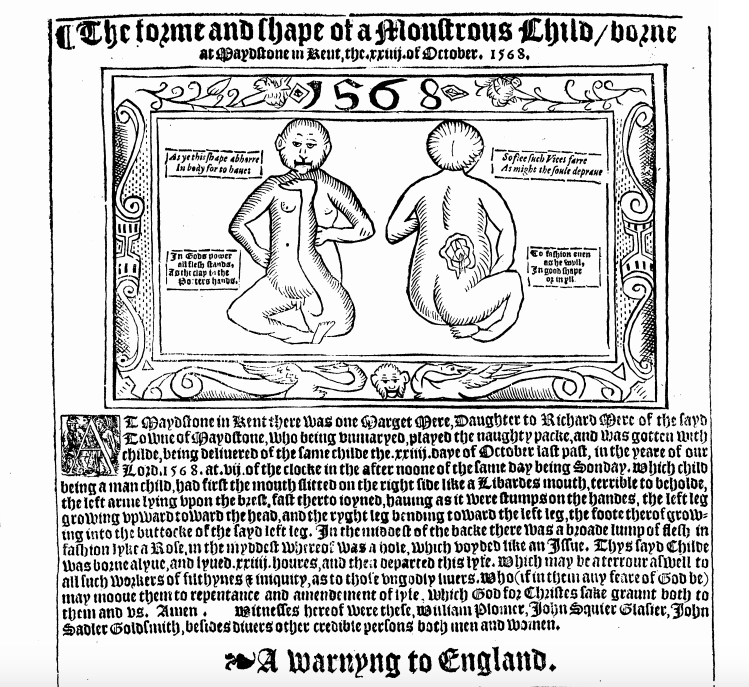 ¶ The forme and shape of a Monstrous Child / borne
at Maydstone in Kent, the .xxiiij. of October. 1568.
1568
As ye this shape abhorre
In body for to haue:
So flee such Vices farre
As might the soule depraue
In Gods power
all flesh stands,
As the clay in the
Potters hands.
To fashion euen
as he wyll,
In good shape
or in yll.
AT Maydstone in Kent there was one Marget Mere, Daughter to Richard Mere of the sayd
Towne of Maydstone, who being vnmaryed, played the naughty packe, and was gotten with
childe, being deliuered of the same childe the .xxiiij. daye of October last past, in the yeare of our
Lord. 1568. at .vij. of the clocke in the after noone of the same day being Sonday. Which child
being a man child, had first the mouth slitted on the right side like a Libardes mouth, terrible to beholde,
the left arme lying vpon the brest, fast therto ioyned, hauing as it were stumps on the handes, the left leg
growing vpward toward the head, and the ryght leg bending toward the left leg, the foote therof grow-
ing into the buttocke of the sayd left leg. In the middest of the backe there was a broade lump of flesh in
fashion lyke a Rose, in the myddest whereof was a hole, which voyded like an Issue. Thys sayd Childe
was borne alyue, and lyued .xxiiij. houres, and then departed this lyfe. Which may be a terrour aswell to
all such workers of filthynes & iniquity, as to those vngodly liuers. Who (if in them any feare of God be)
may mooue them to repentance and amendement of lyfe, which God for Christes sake graunt both to
them and vs. Amen. Witnesses hereof were these, William Plomer, John Squier Glasier, John
Sadler Goldsmith, besides diuers other credible persons both men and women.
❧A warnyng to England.